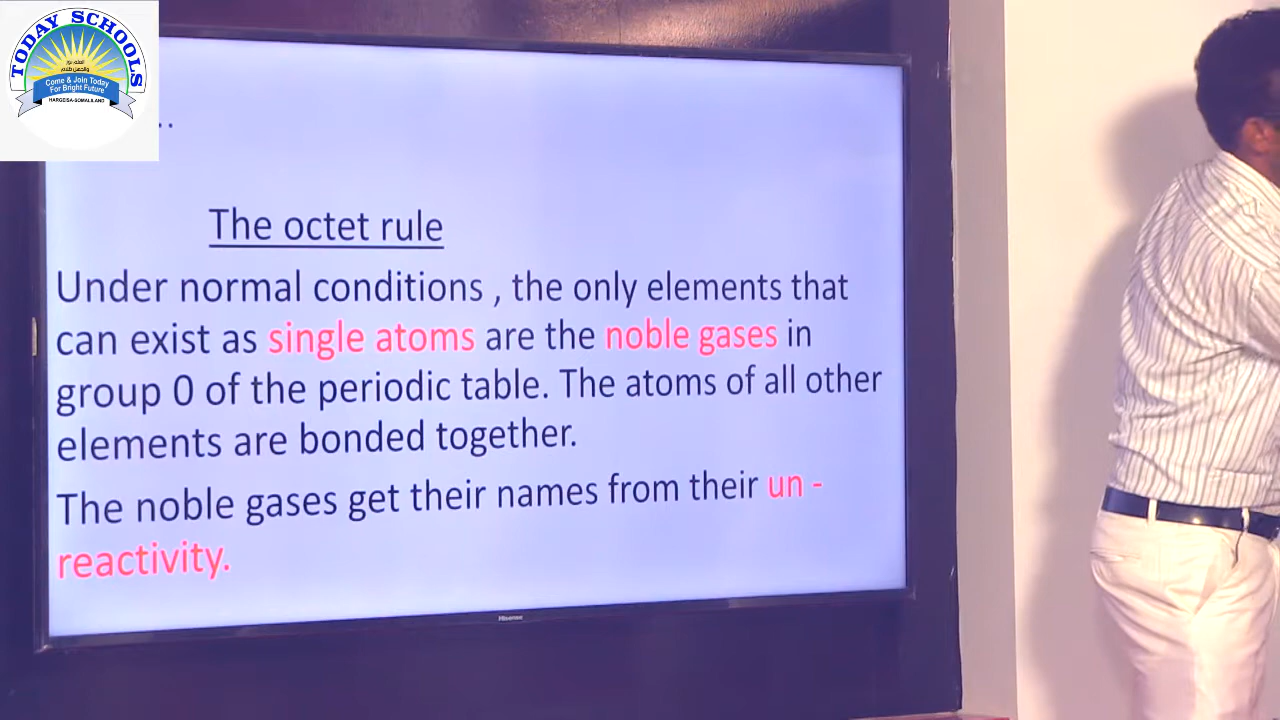 TODAY SCHOOLS
Come & Join Today
For Bright Future
HARGEISA-SOMALILAND
..
The octet rule
Under normal conditions , the only elements that
can exist as single atoms are the noble gases in
group 0 of the periodic table. The atoms of all other
elements are bonded together.
The noble gases get their names from their un -
reactivity.
Hisense